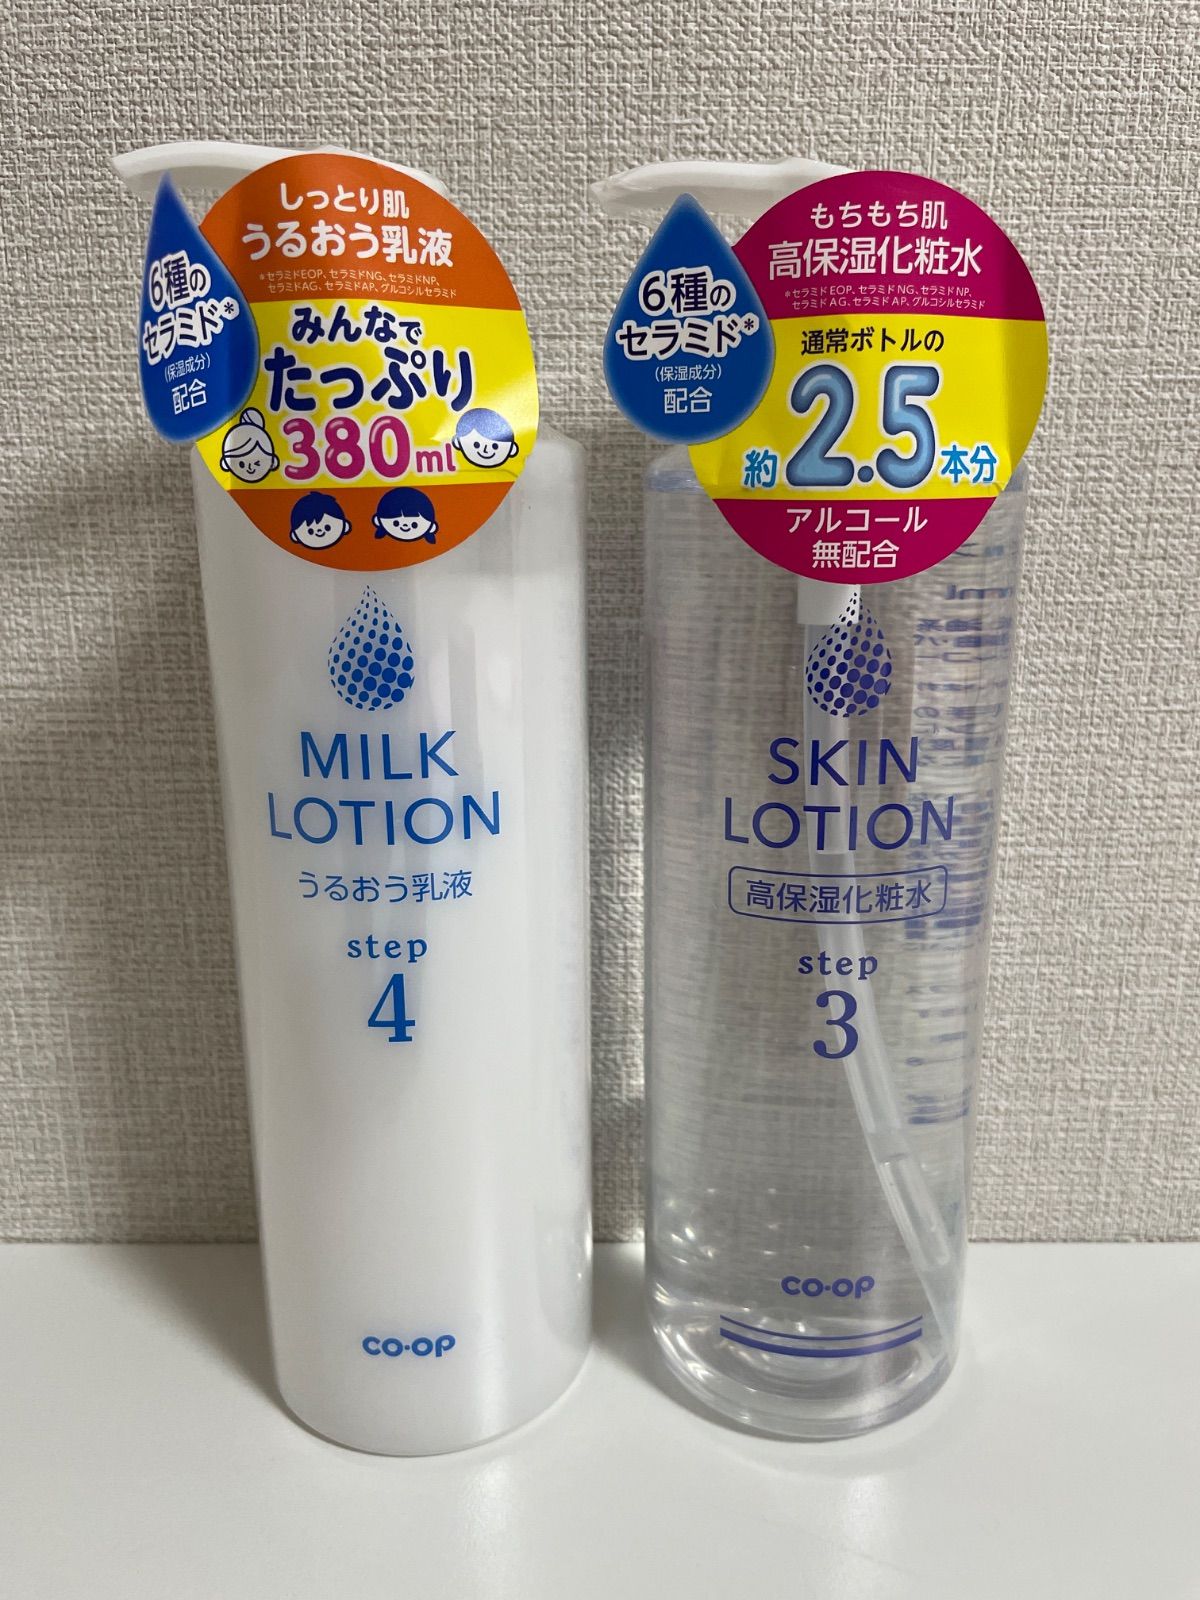 しっとり肌
うるおう乳液
*セラミドEOP、セラミドNG、セラミドNP、
セラミドAG、セラミドAP、グルコシルセラミド
6種の
セラミド*
(保湿成分)
配合
みんなで
たっぷり
380ml
MILK
LOTION
うるおう乳液
step
4
CO·OP
もちもち肌
高保湿化粧水
*セラミドEOP、セラミドNG、セラミドNP、
セラミドAG、セラミドAP、グルコシルセラミド
6種の
セラミド*
(保湿成分)
配合
通常ボトルの
約2.5本分
アルコール
無配合
SKIN
LOTION
高保湿化粧水
step
3
CO·OP